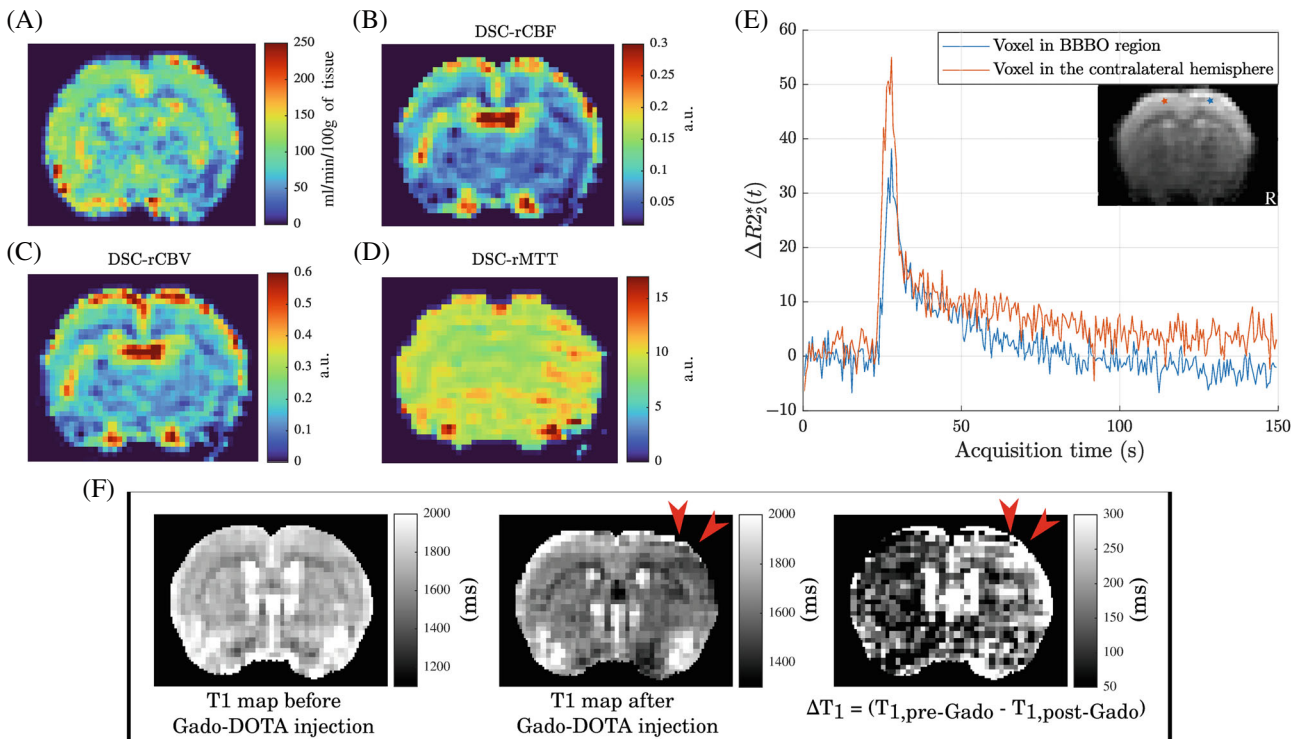 (A)
250
200
150
100
50
0
ml/min/100g of tissue
(B)
DSC-rCBF
0.3
0.25
0.2
0.15
0.1
0.05
a.u.
(C)
DSC-rCBV
0.6
0.5
0.4
0.3
0.2
0.1
0
a.u.
(D)
DSC-rMTT
15
10
5
0
a.u.
(E)
60
50
40
30
20
10
0
−10
ΔR2₂*(t)
0
50
100
150
Acquisition time (s)
Voxel in BBBO region
Voxel in the contralateral hemisphere
R
(F)
2000
1800
1600
1400
1200
(ms)
T1 map before
Gado-DOTA injection
2000
1800
1600
1400
(ms)
T1 map after
Gado-DOTA injection
300
250
200
150
100
50
(ms)
ΔT₁ = (T₁,pre-Gado - T₁,post-Gado)